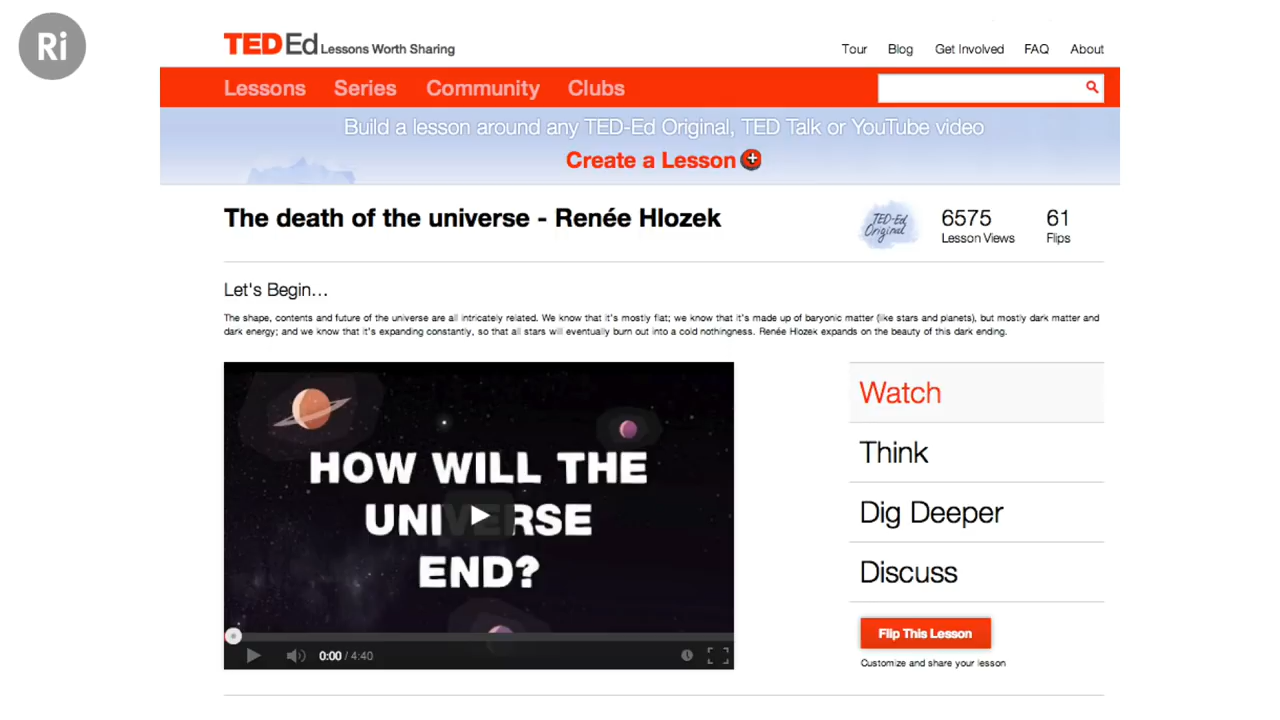 Ri
TEDEd Lessons Worth Sharing
Tour Blog Get Involved FAQ About
Lessons Series Community Clubs
Build a lesson around any TED-Ed Original, TED Talk or YouTube video
Create a Lesson
The death of the universe - Renée Hlozek
TED-Ed
Original
6575
Lesson Views
61
Flips
Let's Begin…
The shape, contents and future of the universe are all intricately related. We know that it's mostly flat; we know that it's made up of baryonic matter (like stars and planets), but mostly dark matter and
dark energy; and we know that it's expanding constantly, so that all stars will eventually burn out into a cold nothingness. Renée Hlozek expands on the beauty of this dark ending.
HOW WILL THE
UNIVERSE
END?
0:00 / 4:40
Watch
Think
Dig Deeper
Discuss
Flip This Lesson
Customize and share your lesson